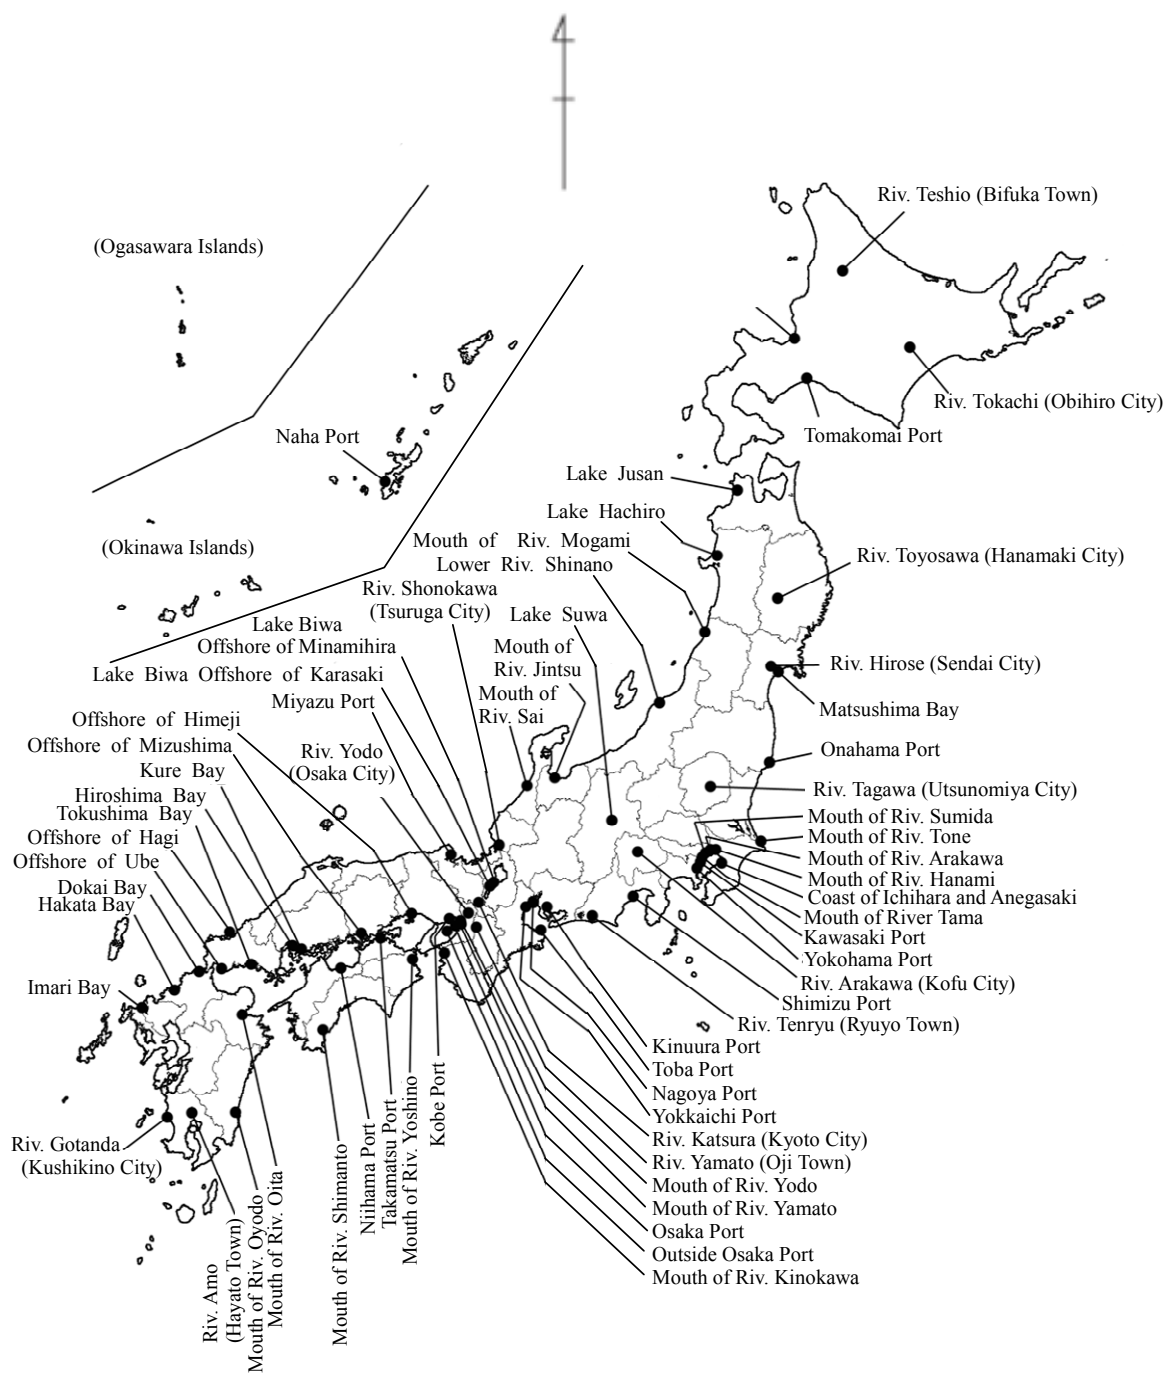 Riv. Teshio (Bifuka Town)
(Ogasawara Islands)
Riv. Tokachi (Obihiro City)
Tomakomai Port
Naha Port
Lake Jusan
Lake Hachiro
Mouth of Riv. Mogami
(Okinawa Islands)
Riv. Toyosawa (Hanamaki City)
Lower Riv. Shinano
Riv. Shonokawa
(Tsuruga City)
Lake Suwa
Lake Biwa
Offshore of Minamihira
Mouth of
Riv. Jintsu
Riv. Hirose (Sendai City)
Lake Biwa Offshore of Karasaki
Mouth of
Riv. Sai
Miyazu Port
Matsushima Bay
Offshore of Himeji
Offshore of Mizushima
Riv. Yodo
(Osaka City)
Onahama Port
Kure Bay
Riv. Tagawa (Utsunomiya City)
Hiroshima Bay
Tokushima Bay
Mouth of Riv. Sumida
Offshore of Hagi
Mouth of Riv. Tone
Offshore of Ube
Mouth of Riv. Arakawa
Dokai Bay
Mouth of Riv. Hanami
Hakata Bay
Coast of Ichihara and Anegasaki
Mouth of River Tama
Kawasaki Port
Yokohama Port
Imari Bay
Riv. Arakawa (Kofu City)
Shimizu Port
Riv. Tenryu (Ryuyo Town)
Kinuura Port
Toba Port
Nagoya Port
Yokkaichi Port
Riv. Gotanda
(Kushikino City)
Riv. Katsura (Kyoto City)
Riv. Yamato (Oji Town)
Mouth of Riv. Yodo
Mouth of Riv. Yamato
Osaka Port
Outside Osaka Port
Mouth of Riv. Kinokawa
Riv. Amo
(Hayato Town)
Mouth of Riv. Oyodo
Mouth of Riv. Oita
Mouth of Riv. Shimanto
Niihama Port
Takamatsu Port
Mouth of Riv. Yoshino
Kobe Port